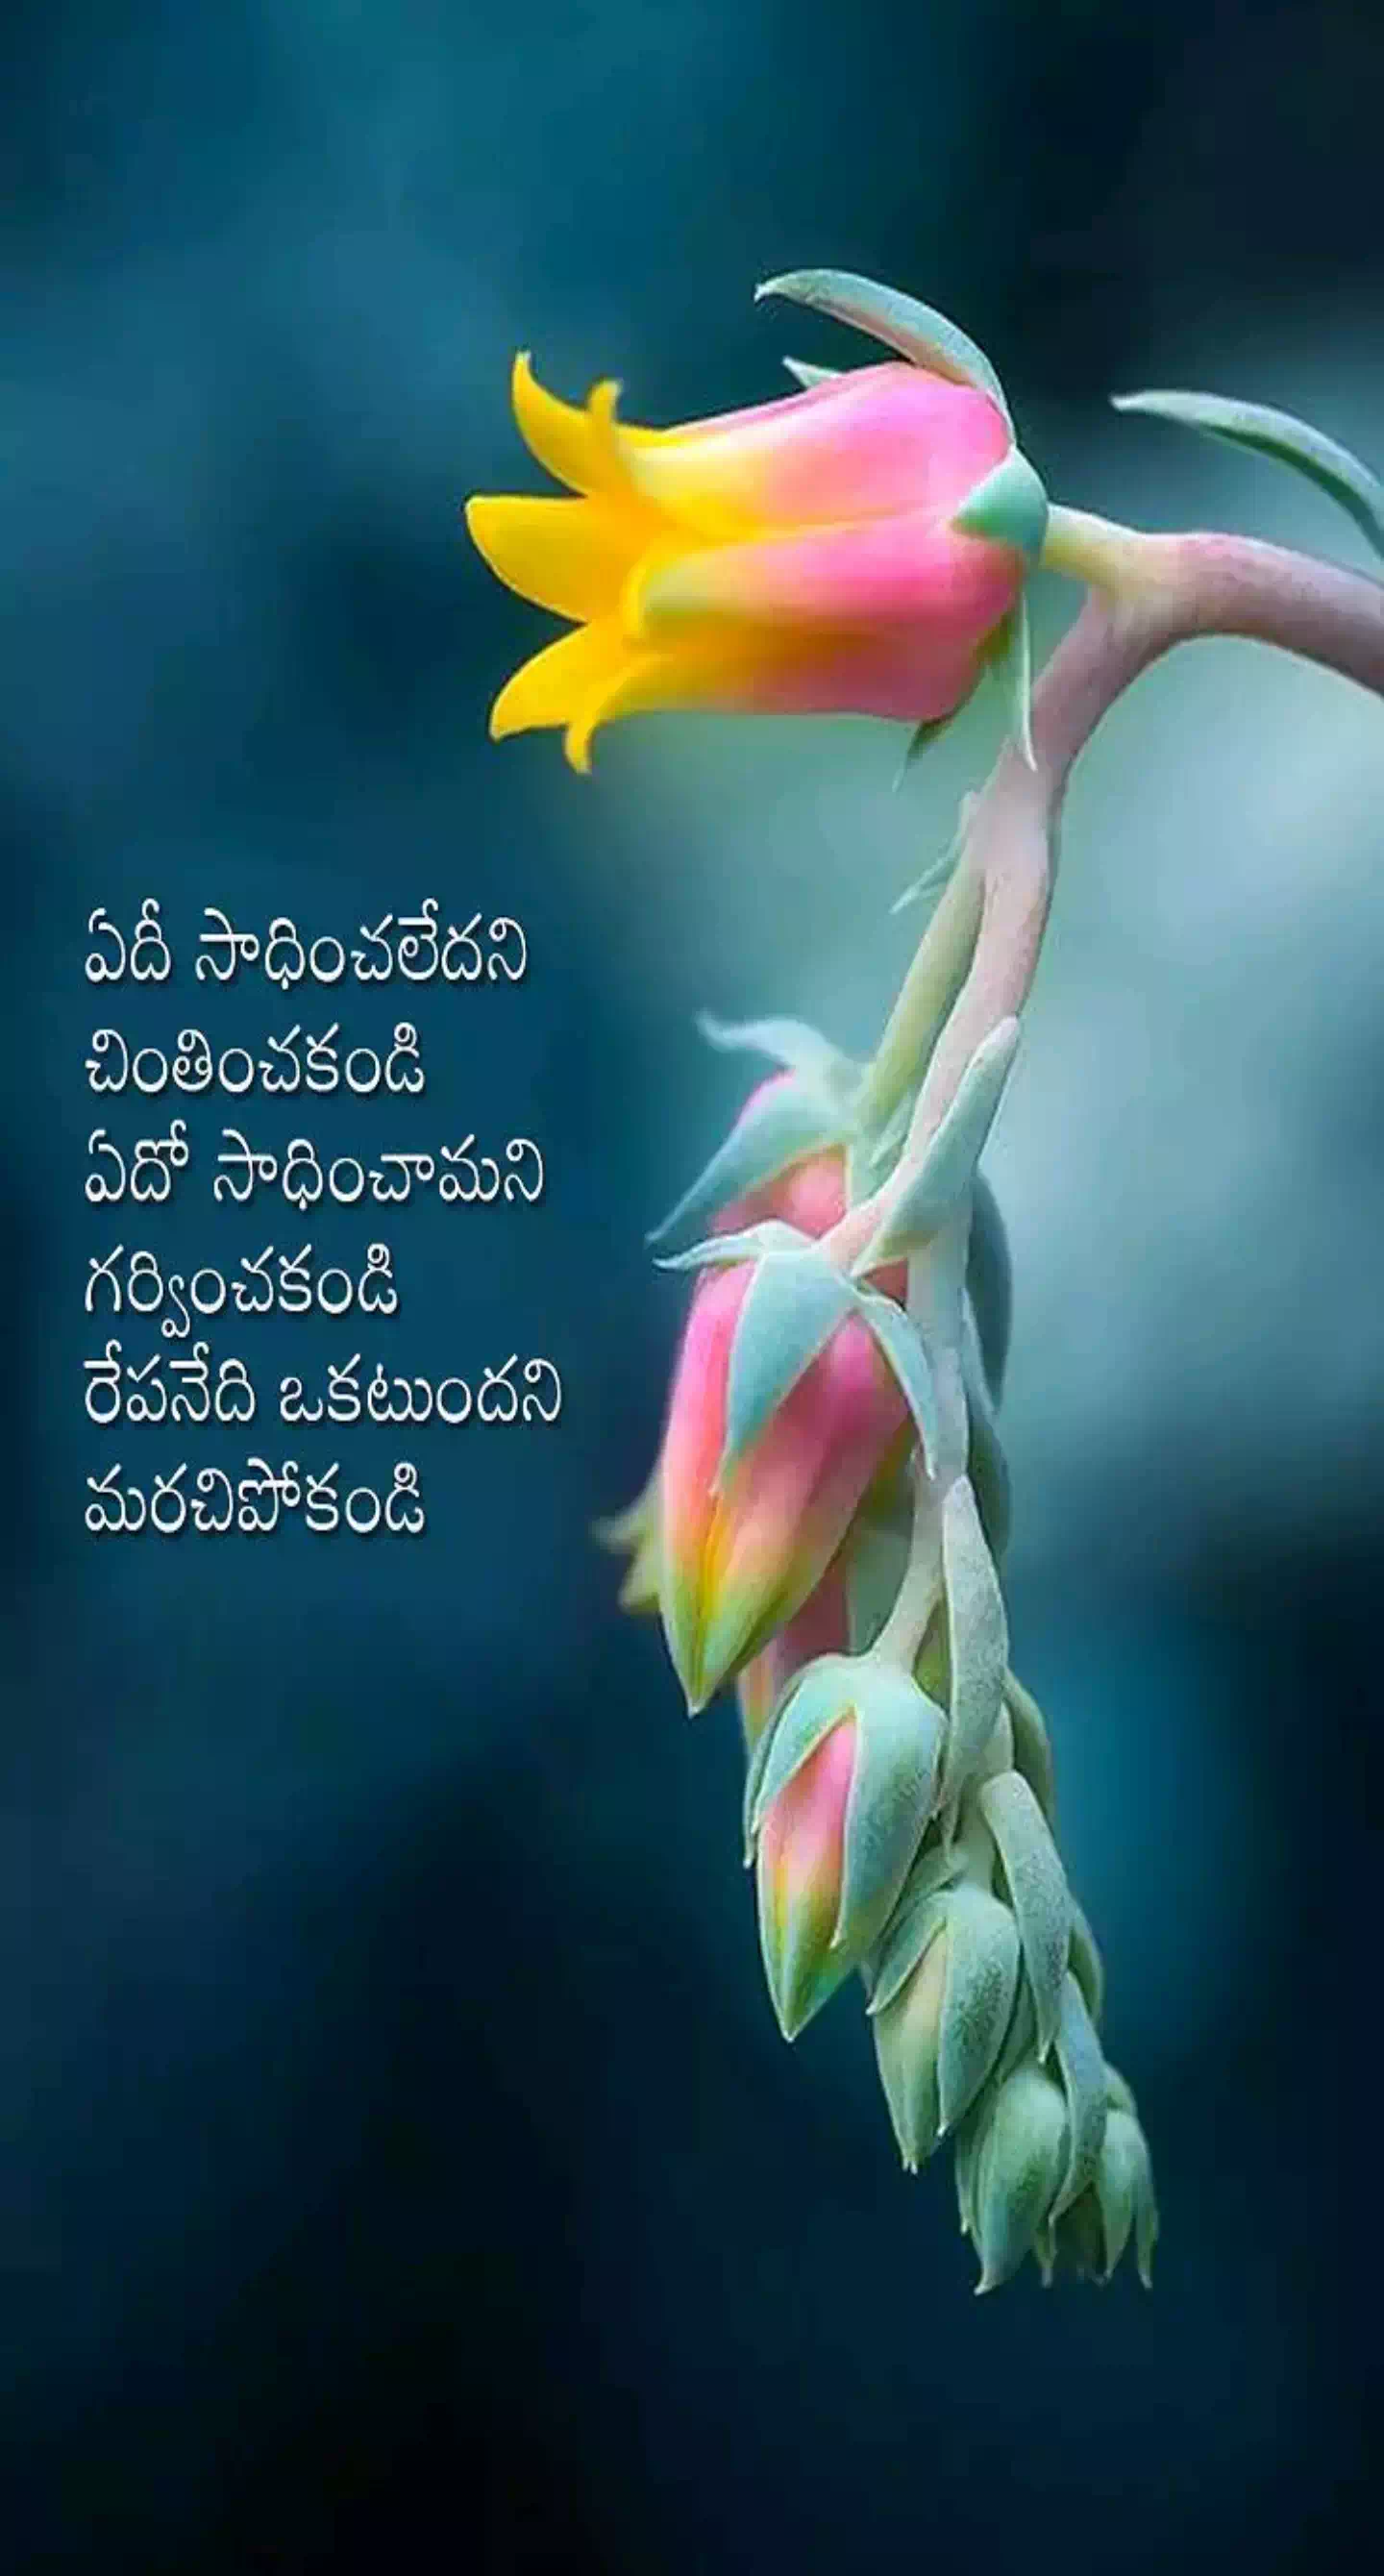 ఏదీ సాధించలేదని
చింతించకండి
ఏదో సాధించామని
గర్వించకండి
రేపనేది ఒకటుందని
మరచిపోకండి